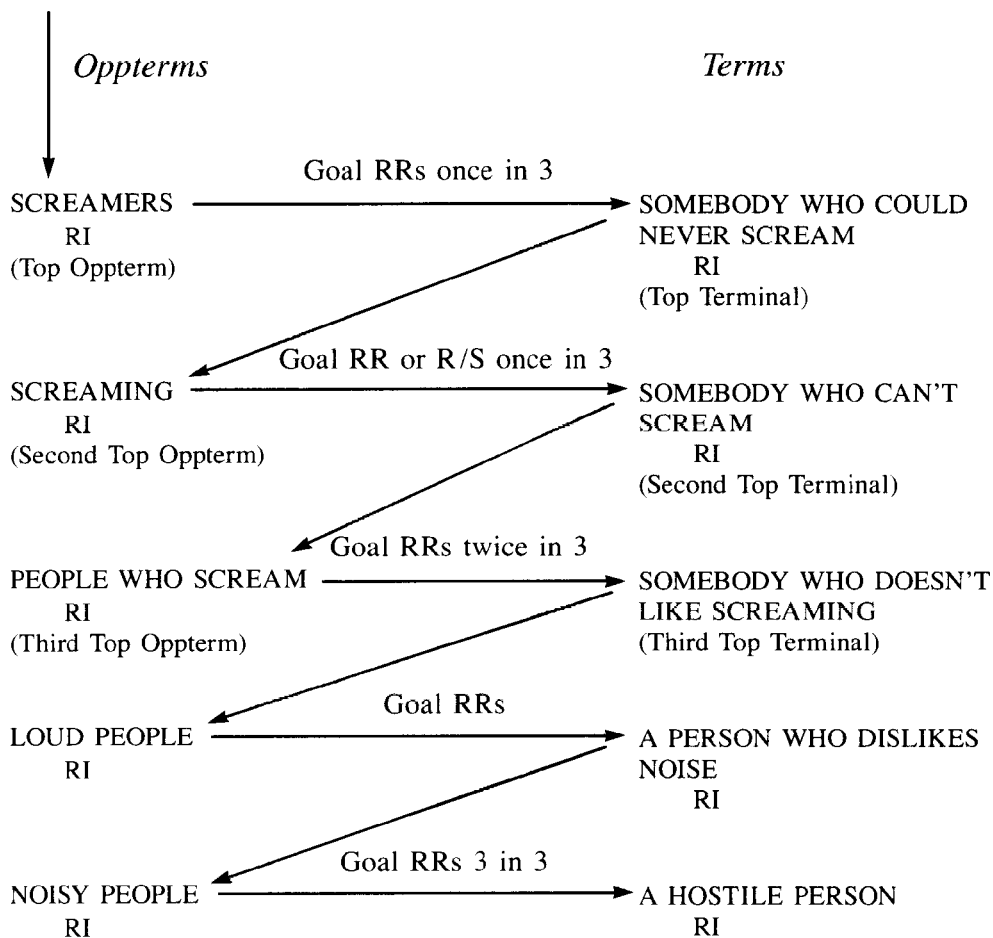 Oppterms
Terms
Goal RRs once in 3
SCREAMERS
RI
(Top Oppterm)
SOMEBODY WHO COULD
NEVER SCREAM
RI
(Top Terminal)
Goal RR or R/S once in 3
SCREAMING
RI
(Second Top Oppterm)
SOMEBODY WHO CAN'T
SCREAM
RI
(Second Top Terminal)
Goal RRs twice in 3
PEOPLE WHO SCREAM
RI
(Third Top Oppterm)
SOMEBODY WHO DOESN'T
LIKE SCREAMING
(Third Top Terminal)
Goal RRs
LOUD PEOPLE
RI
A PERSON WHO DISLIKES
NOISE
RI
Goal RRs 3 in 3
NOISY PEOPLE
RI
A HOSTILE PERSON
RI